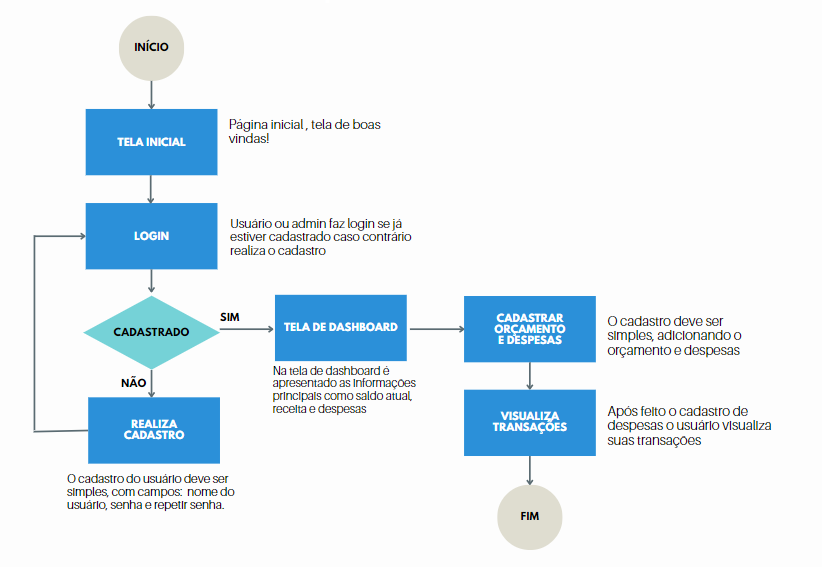 INÍCIO
TELA INICIAL
Página inicial , tela de boas
vindas!
LOGIN
Usuário ou admin faz login se já
estiver cadastrado caso contrário
realiza o cadastro
CADASTRADO
SIM
NÃO
TELA DE DASHBOARD
Na tela de dashboard é
apresentado as informações
principais como saldo atual,
receita e despesas
CADASTRAR
ORÇAMENTO
E DESPESAS
O cadastro deve ser
simples, adicionando o
orçamento e despesas
REALIZA
CADASTRO
O cadastro do usuário deve ser
simples, com campos: nome do
usuário, senha e repetir senha.
VISUALIZA
TRANSAÇÕES
Após feito o cadastro de
despesas o usuário visualiza
suas transações
FIM